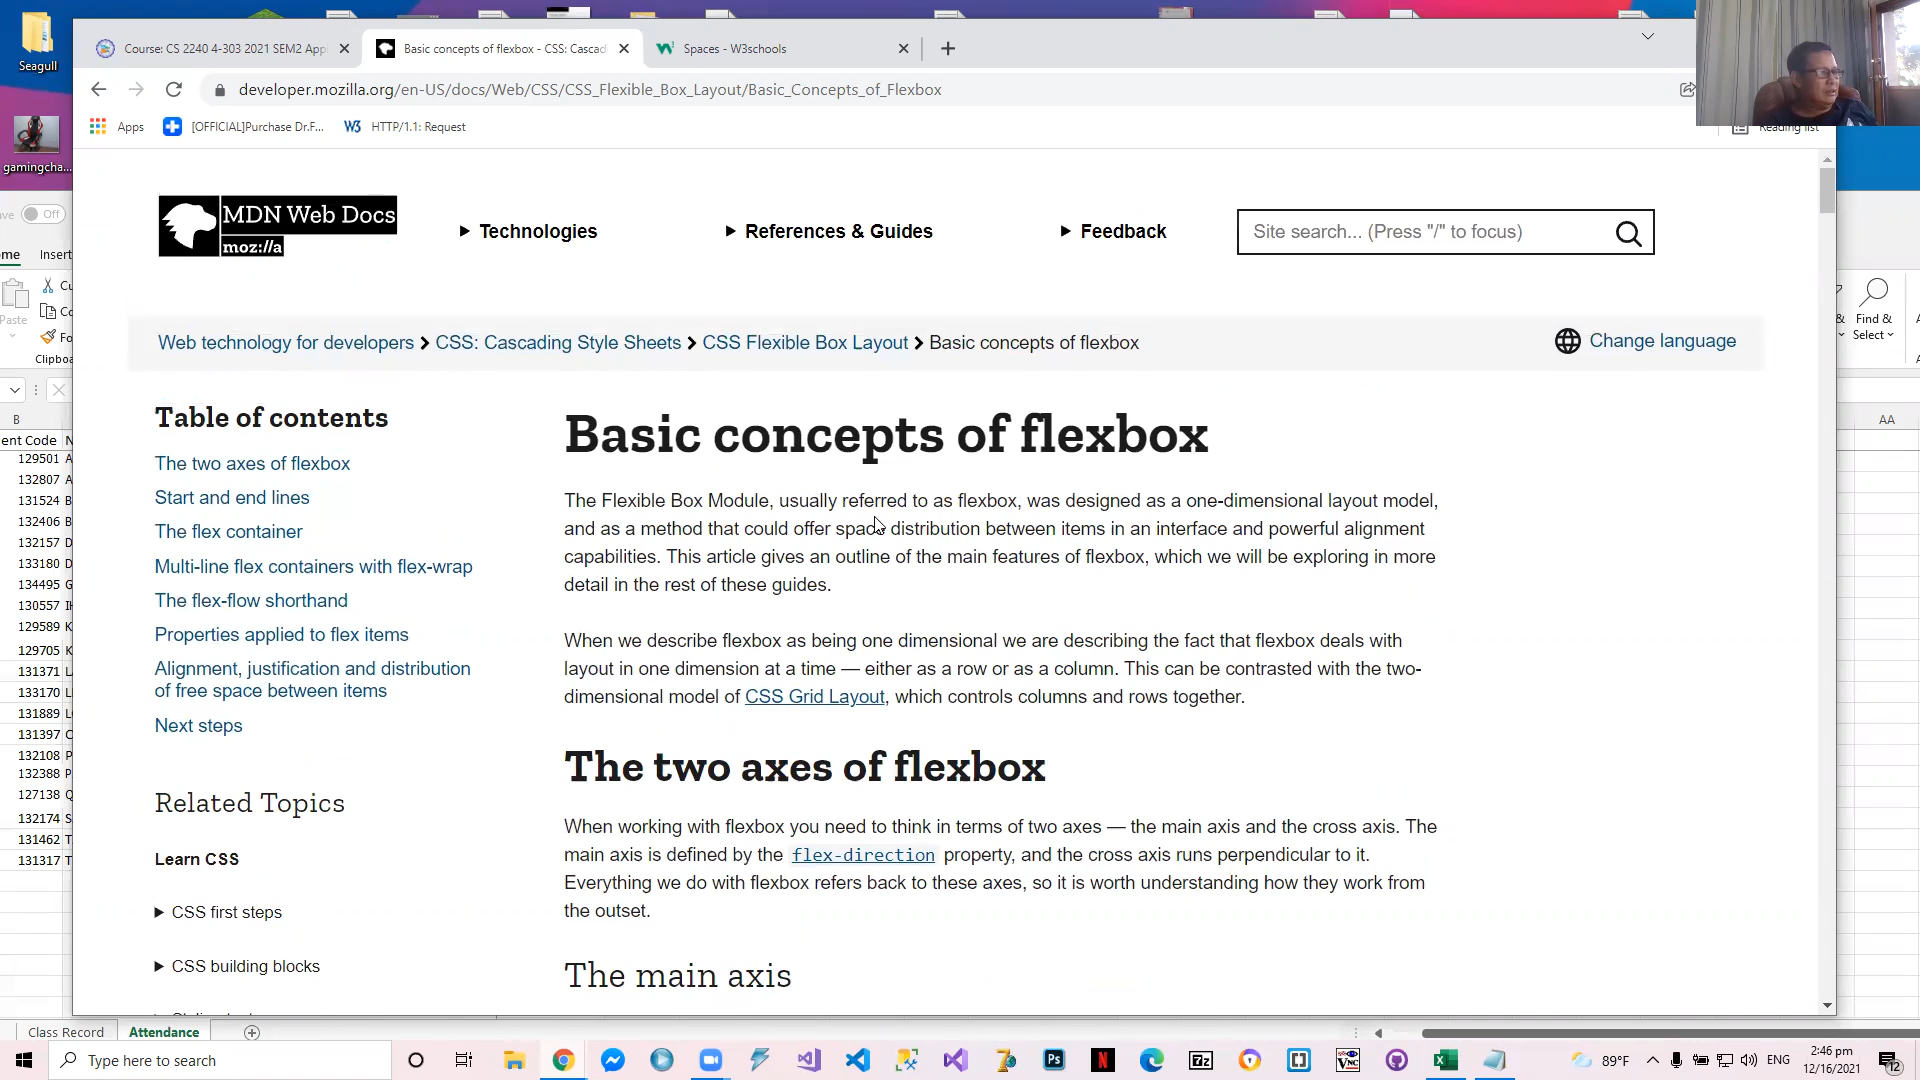 Seagull
gamingcha...
Course: CS 2240 4-303 2021 SEM2 Appl
Basic concepts of flexbox - CSS: Cascad
Spaces - W3schools
developer.mozilla.org/en-US/docs/Web/CSS/CSS_Flexible_Box_Layout/Basic_Concepts_of_Flexbox
Apps
[OFFICIAL]Purchase Dr.F...
HTTP/1.1: Request
Reading list
MDN Web Docs
moz://a
Technologies
References & Guides
Feedback
Site search... (Press "/" to focus)
Web technology for developers
CSS: Cascading Style Sheets
CSS Flexible Box Layout
Basic concepts of flexbox
Change language
Table of contents
The two axes of flexbox
Start and end lines
The flex container
Multi-line flex containers with flex-wrap
The flex-flow shorthand
Properties applied to flex items
Alignment, justification and distribution
of free space between items
Next steps
Related Topics
Learn CSS
CSS first steps
CSS building blocks
Basic concepts of flexbox
The Flexible Box Module, usually referred to as flexbox, was designed as a one-dimensional layout model,
and as a method that could offer space distribution between items in an interface and powerful alignment
capabilities. This article gives an outline of the main features of flexbox, which we will be exploring in more
detail in the rest of these guides.
When we describe flexbox as being one dimensional we are describing the fact that flexbox deals with
layout in one dimension at a time — either as a row or as a column. This can be contrasted with the two-
dimensional model of CSS Grid Layout, which controls columns and rows together.
The two axes of flexbox
When working with flexbox you need to think in terms of two axes — the main axis and the cross axis. The
main axis is defined by the flex-direction property, and the cross axis runs perpendicular to it.
Everything we do with flexbox refers back to these axes, so it is worth understanding how they work from
the outset.
The main axis
Off
Insert
Paste
Clipboa
B
ent Code N
129501 A
132807 A
131524 B
132406 B
132157 D
133180 D
134495 G
130557 IH
129589 K
129705 K
131371 L
133170 L
131889 L
131397 C
132108 P
132388 P
127138 Q
132174 S
131462 T
131317 T
Find &
Select
AA
Class Record
Attendance
Type here to search
89°F
ENG
2:46 pm
12/16/2021
12